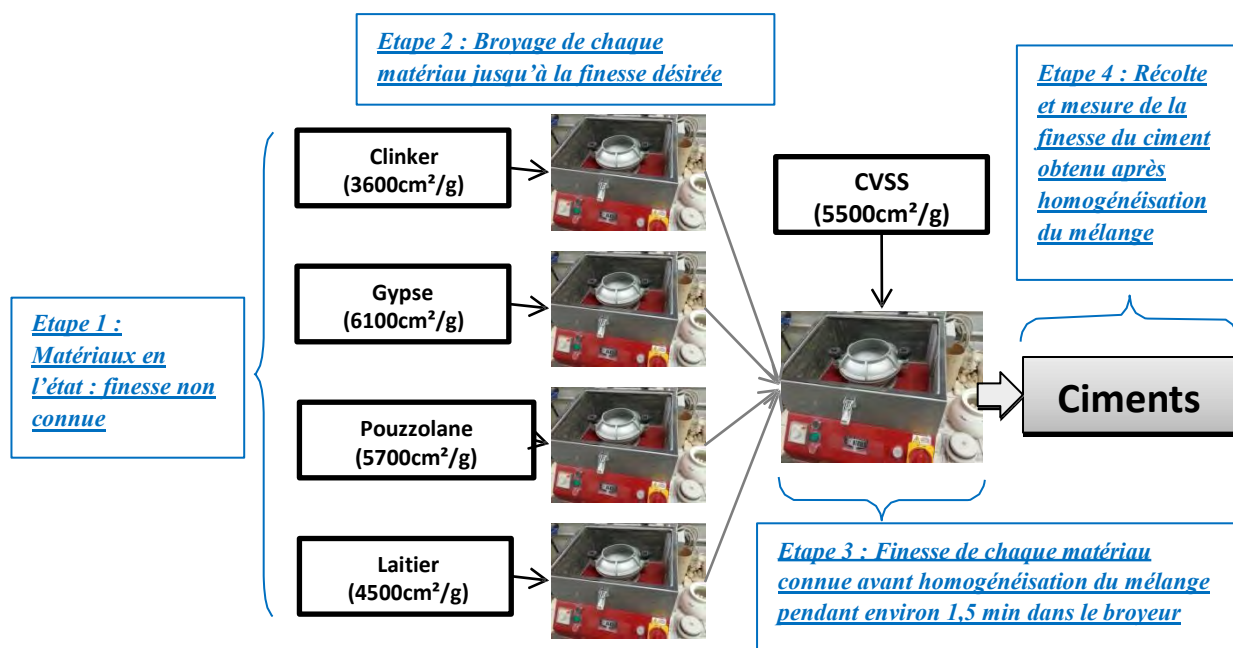 Etape 2 : Broyage de chaque
matériau jusqu’à la finesse désirée
Etape 4 : Récolte
et mesure de la
finesse du ciment
obtenu après
homogénéisation
du mélange
Clinker
(3600cm²/g)
CVSS
(5500cm²/g)
Gypse
(6100cm²/g)
Etape 1 :
Matériaux en
l’état : finesse non
connue
Ciments
Pouzzolane
(5700cm²/g)
Laitier
(4500cm²/g)
Etape 3 : Finesse de chaque matériau
connue avant homogénéisation du mélange
pendant environ 1,5 min dans le broyeur